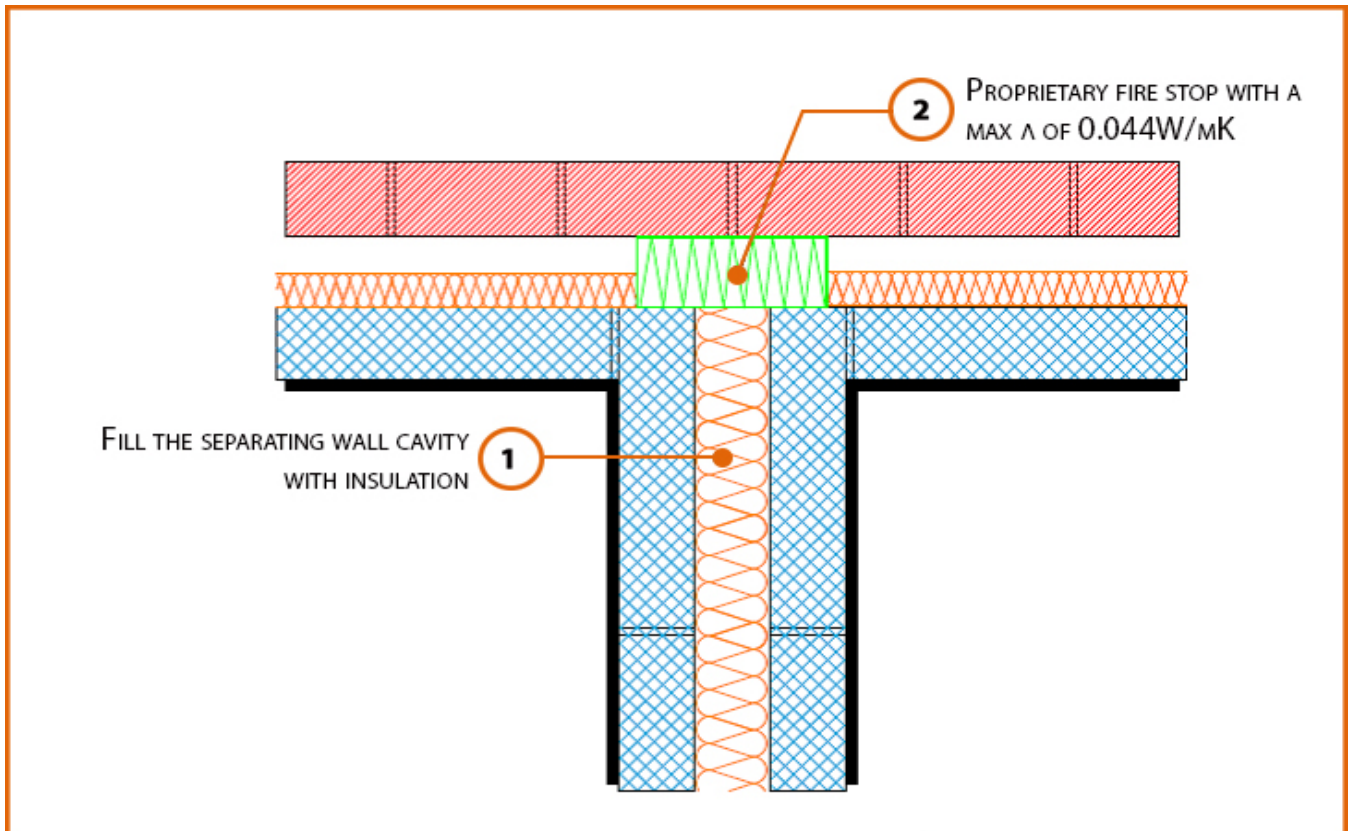 2
Proprietary fire stop with a
max λ of 0.044W/mK
Fill the separating wall cavity
with insulation
1